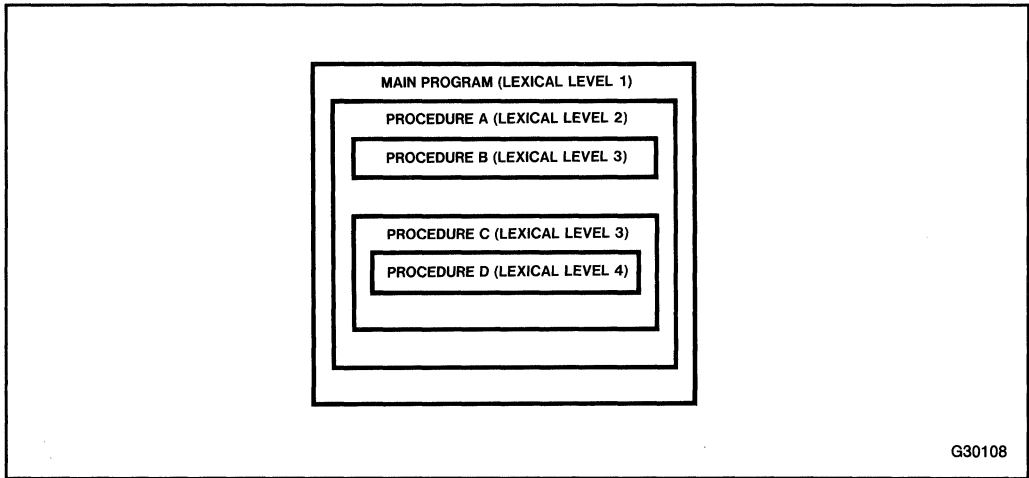 MAIN PROGRAM (LEXICAL LEVEL 1)
PROCEDURE A (LEXICAL LEVEL 2)
PROCEDURE B (LEXICAL LEVEL 3)
PROCEDURE C (LEXICAL LEVEL 3)
PROCEDURE D (LEXICAL LEVEL 4)
G30108